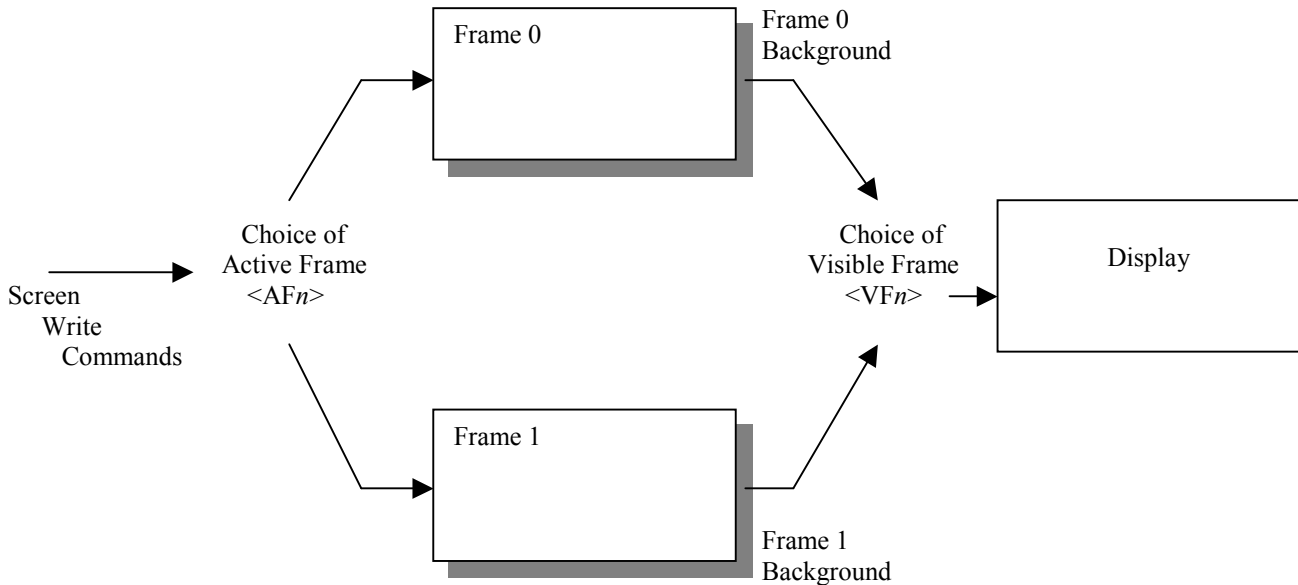 Frame 0
Frame 0
Background
Choice of
Active Frame
<AFn>
Screen
Write
Commands
Choice of
Visible Frame
<VFn>
Display
Frame 1
Frame 1
Background